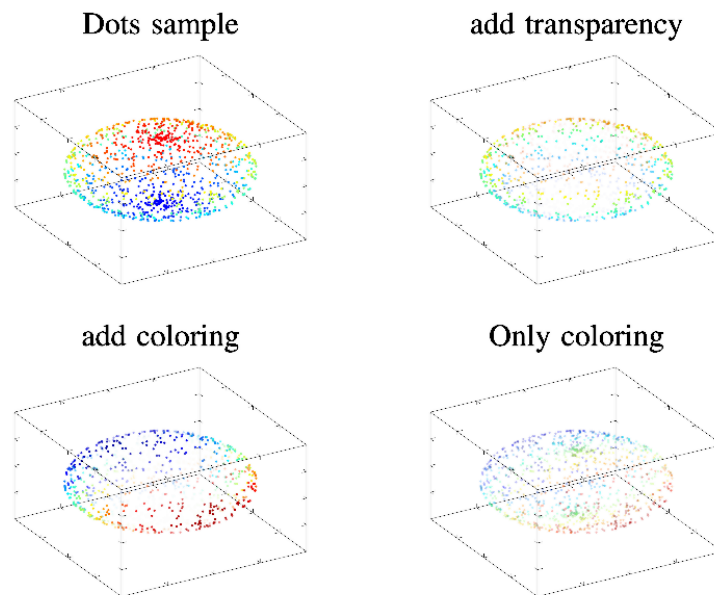 Dots sample
add transparency
add coloring
Only coloring